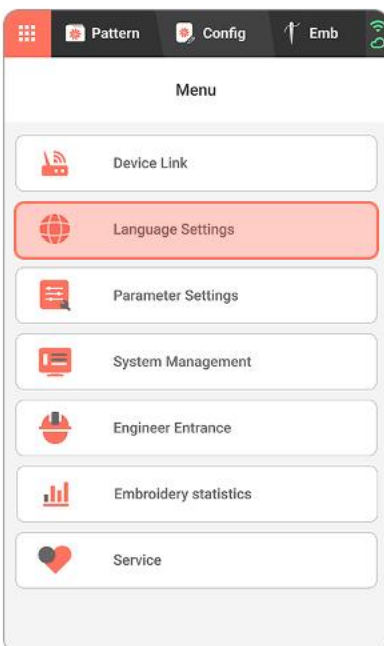 Pattern Config Emb
Menu
Device Link
Language Settings
Parameter Settings
System Management
Engineer Entrance
Embroidery statistics
Service